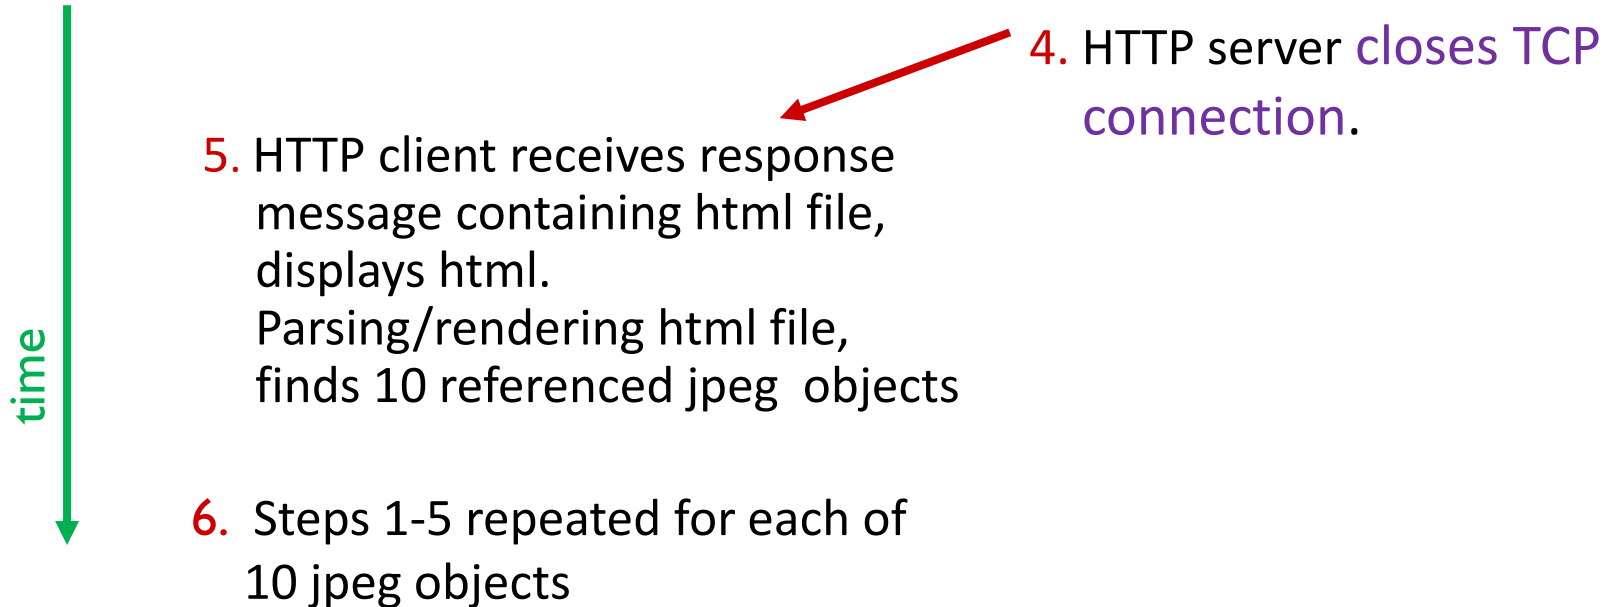 4. HTTP server closes TCP
connection.
5. HTTP client receives response
message containing html file,
displays html.
Parsing/rendering html file,
finds 10 referenced jpeg  objects
time
6.  Steps 1-5 repeated for each of
10 jpeg objects